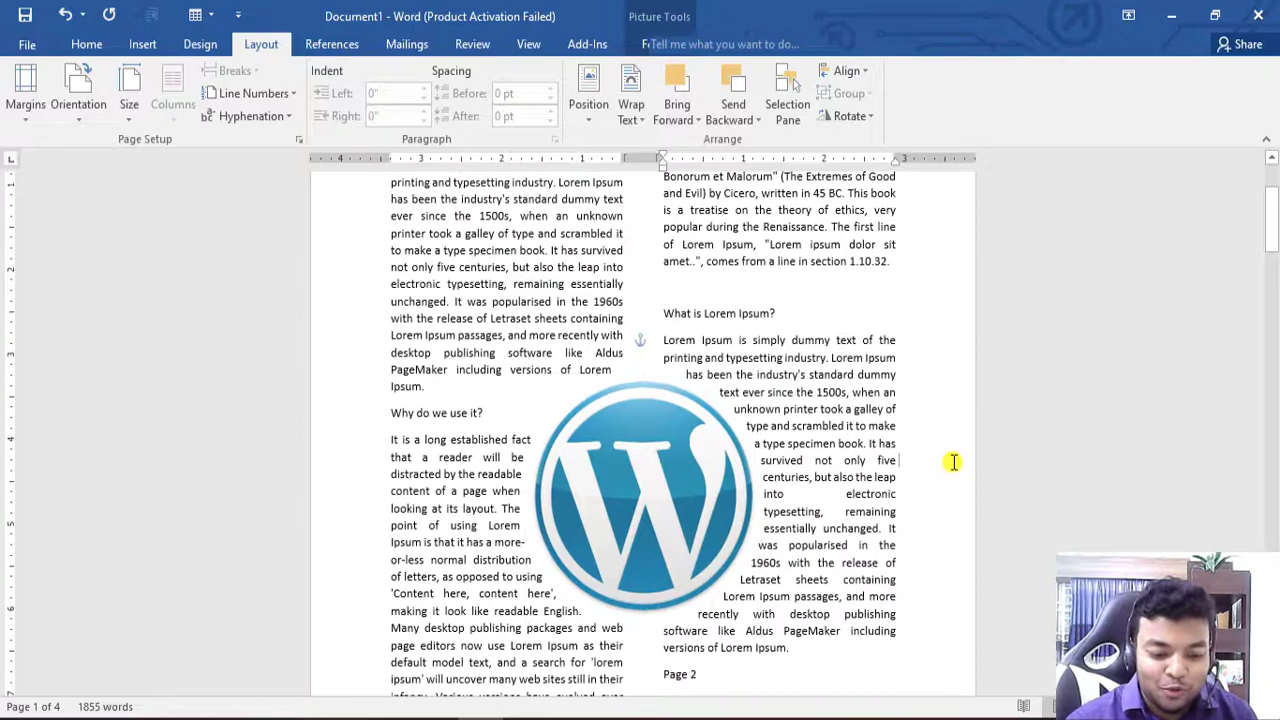 Document1 - Word (Product Activation Failed)
Picture Tools
File
Home
Insert
Design
Layout
References
Mailings
Review
View
Add-Ins
Tell me what you want to do...
Share
Margins
Orientation
Size
Columns
Breaks
Line Numbers
Hyphenation
Page Setup
Indent
Left: 0"
Right: 0"
Spacing
Before: 0 pt
After: 0 pt
Paragraph
Position
Wrap
Text
Bring
Forward
Send
Backward
Selection
Pane
Align
Group
Rotate
Arrange
4 3 2 1 1 2 3
printing and typesetting industry. Lorem Ipsum
has been the industry's standard dummy text
ever since the 1500s, when an unknown
printer took a galley of type and scrambled it
to make a type specimen book. It has survived
not only five centuries, but also the leap into
electronic typesetting, remaining essentially
unchanged. It was popularised in the 1960s
with the release of Letraset sheets containing
Lorem Ipsum passages, and more recently with
desktop publishing software like Aldus
PageMaker including versions of Lorem
Ipsum.
Why do we use it?
It is a long established fact
that a reader will be
distracted by the readable
content of a page when
looking at its layout. The
point of using Lorem
Ipsum is that it has a more-
or-less normal distribution
of letters, as opposed to using
'Content here, content here',
making it look like readable English.
Many desktop publishing packages and web
page editors now use Lorem Ipsum as their
default model text, and a search for 'lorem
ipsum' will uncover many web sites still in their
infancy. Various versions have evolved over
Bonorum et Malorum" (The Extremes of Good
and Evil) by Cicero, written in 45 BC. This book
is a treatise on the theory of ethics, very
popular during the Renaissance. The first line
of Lorem Ipsum, "Lorem ipsum dolor sit
amet..", comes from a line in section 1.10.32.
What is Lorem Ipsum?
Lorem Ipsum is simply dummy text of the
printing and typesetting industry. Lorem Ipsum
has been the industry's standard dummy
text ever since the 1500s, when an
unknown printer took a galley of
type and scrambled it to make
a type specimen book. It has
survived not only five
centuries, but also the leap
into electronic
typesetting, remaining
essentially unchanged. It
was popularised in the
1960s with the release of
Letraset sheets containing
Lorem Ipsum passages, and more
recently with desktop publishing
software like Aldus PageMaker including
versions of Lorem Ipsum.
Page 2
W
Page 1 of 4
1855 words